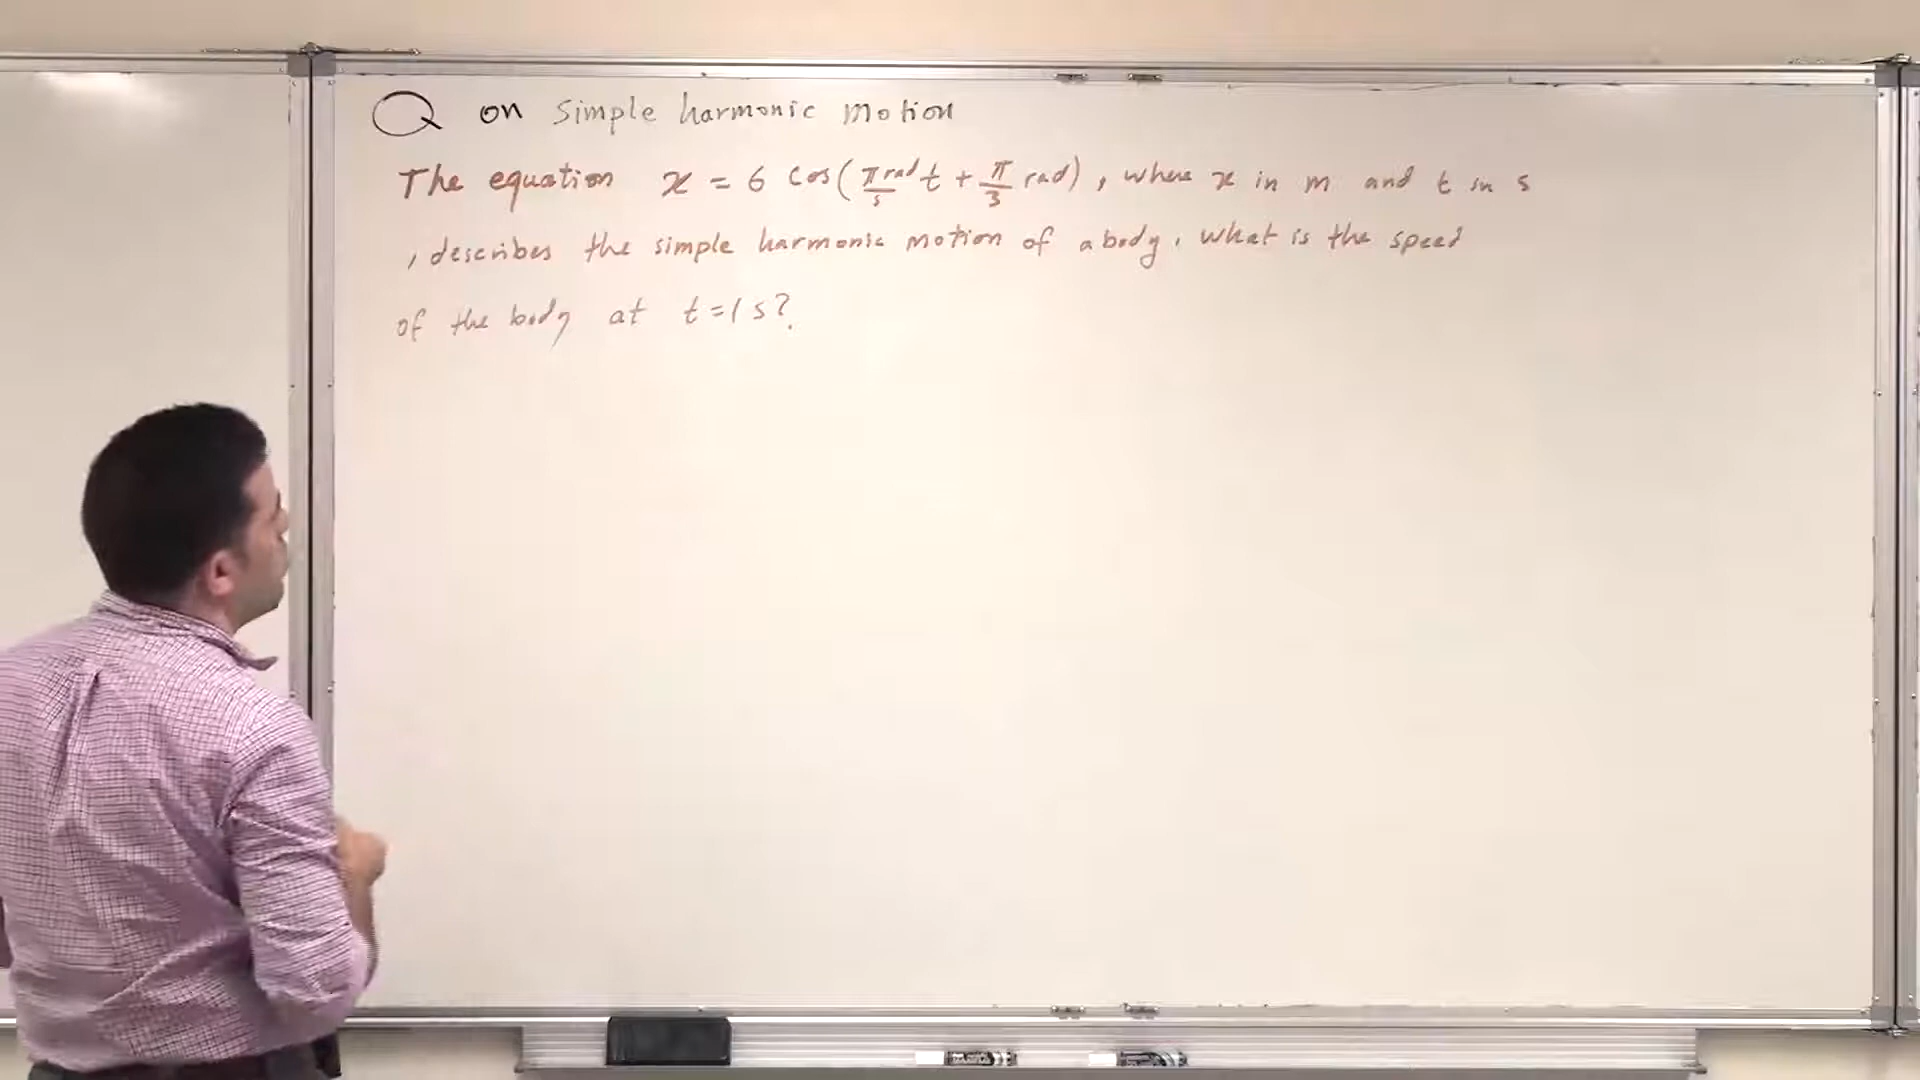 Q on Simple harmonic motion
The equation x = 6 cos(π rad/s t + π/3 rad), where x in m and t in s
, describes the simple harmonic motion of a body. What is the speed
of the body at t=1 s?